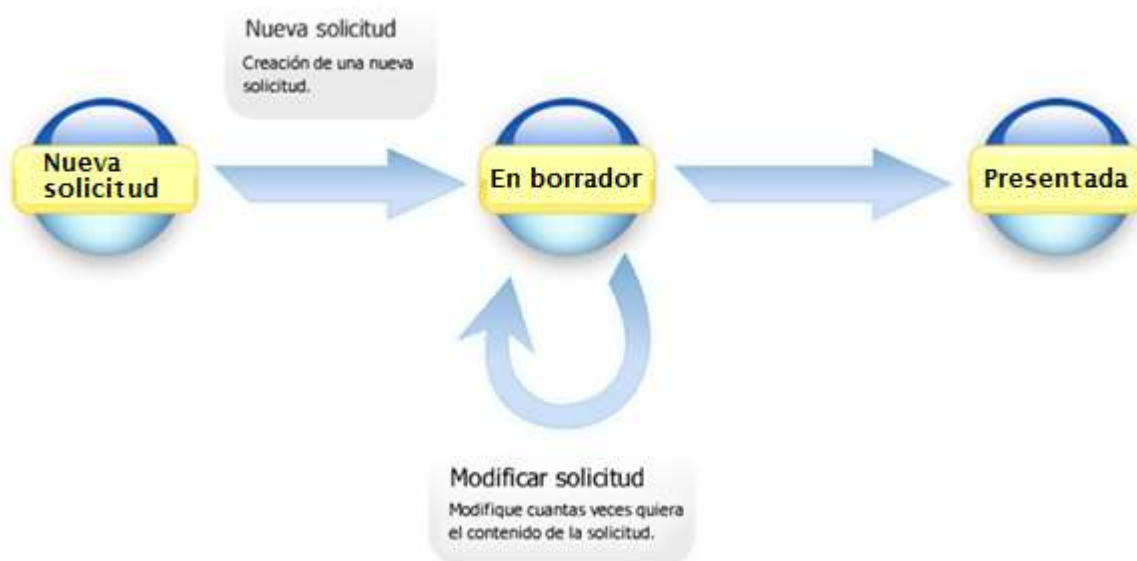 Nueva solicitud
Creación de una nueva
solicitud.
Nueva
solicitud
En borrador
Presentada
Modificar solicitud
Modifique cuantas veces quiera
el contenido de la solicitud.